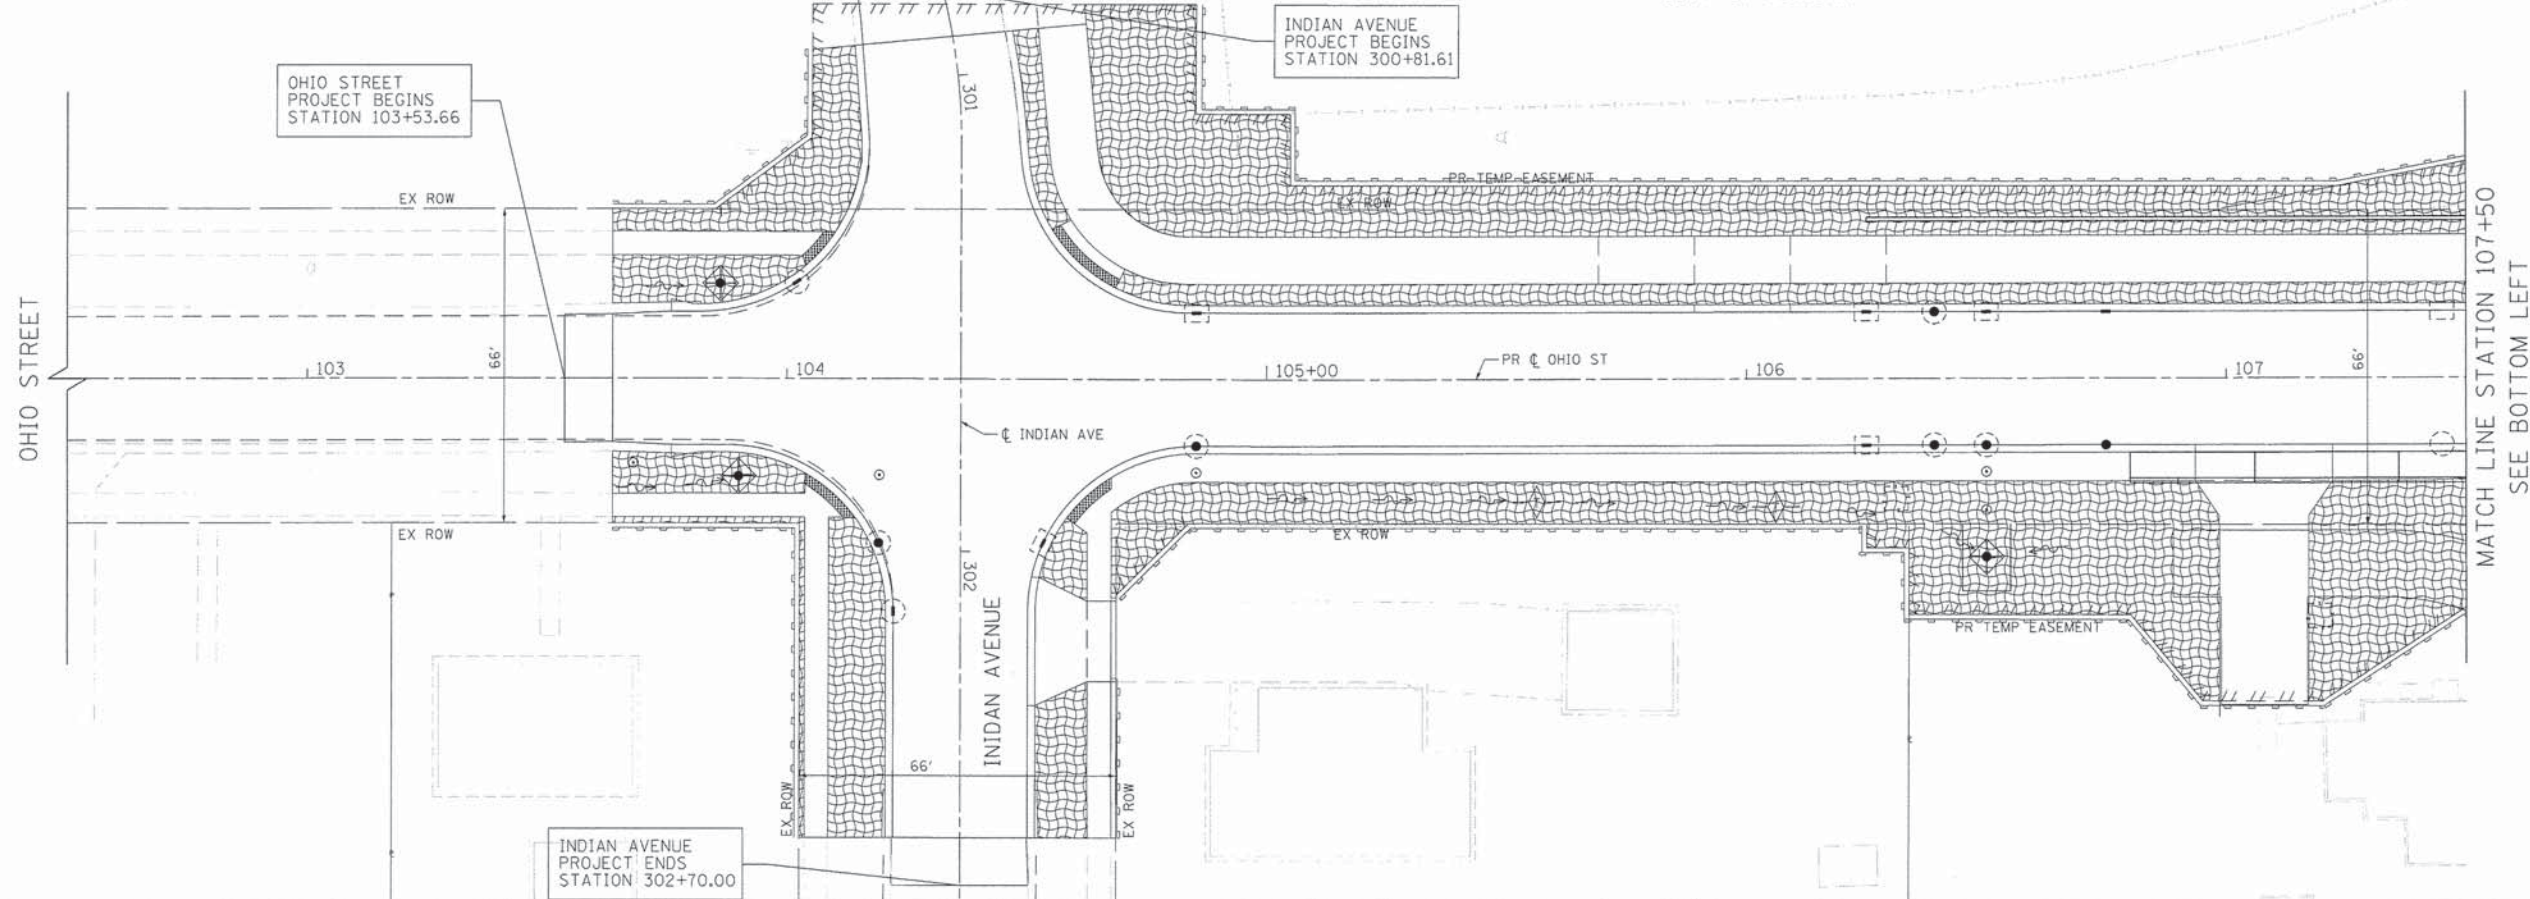 INDIAN AVENUE
PROJECT BEGINS
STATION 300+81.61
OHIO STREET
PROJECT BEGINS
STATION 103+53.66
301
PR TEMP EASEMENT
EX ROW
EX ROW
OHIO STREET
66'
103
104
105+00
PR ℄ OHIO ST
106
107
66'
MATCH LINE STATION 107+50
SEE BOTTOM LEFT
℄ INDIAN AVE
EX ROW
EX ROW
302
INIDAN AVENUE
PR TEMP EASEMENT
66'
EX ROW
EX ROW
INDIAN AVENUE
PROJECT ENDS
STATION 302+70.00